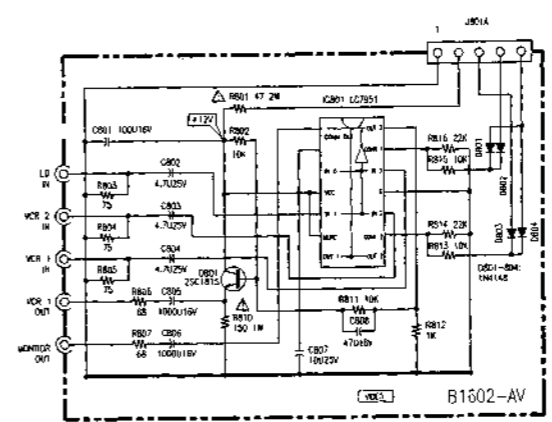 1
J801A
R801 47 2W
IC801 LC7951
+12V
C801 100U16V
R802
10K
R816 22K
R815 10K
D801
D802
D803
D804
LD
IN
C802
4.7U25V
R803
75
VCR 2
IN
C803
4.7U25V
R804
75
VCR 1
IN
C804
4.7U25V
R805
75
VCC
OUT 1
R814 22K
R813 10K
D801-804:
1N4148
Q801
2SC1815
VCR 1
OUT
R806
68
C805
1000U16V
R810
150 1W
R811 10K
C808
47U16V
R812
1K
MONITOR
OUT
R807
68
C806
1000U16V
C807
10U25V
VIDEO
B1602-AV